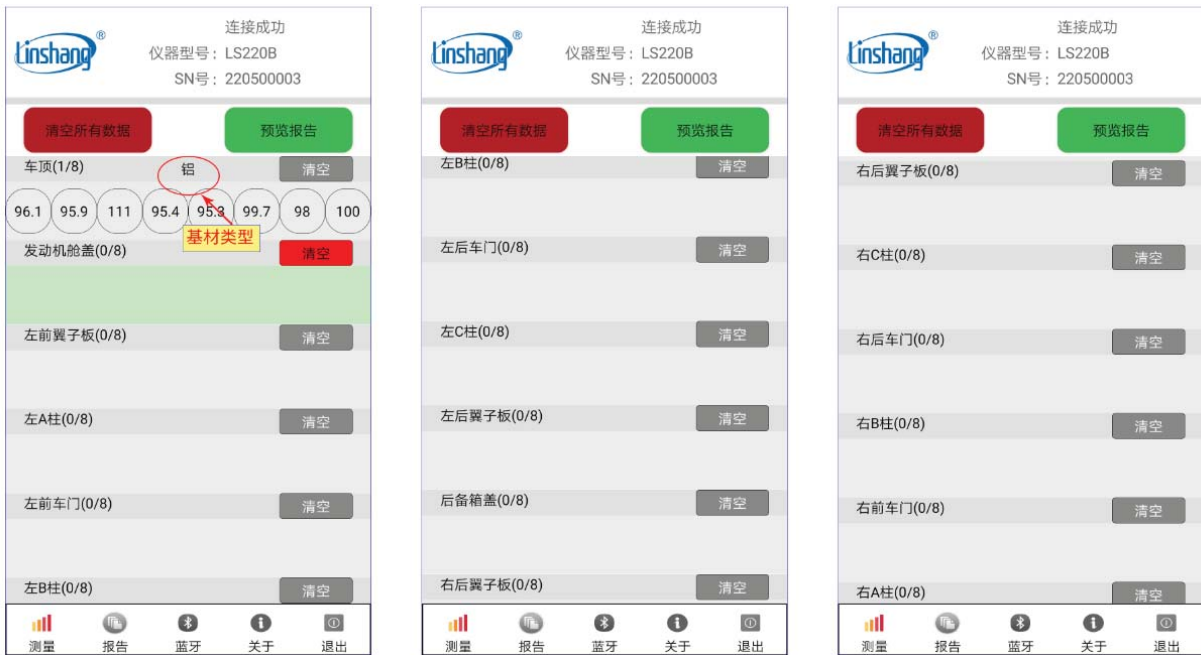 Linshang®
连接成功
仪器型号：LS220B
SN号：220500003
清空所有数据
预览报告
车顶(1/8)
铝
清空
96.1 95.9 111 95.4 95.3 99.7 98 100
基材类型
发动机舱盖(0/8)
清空
左前翼子板(0/8)
清空
左A柱(0/8)
清空
左前车门(0/8)
清空
左B柱(0/8)
清空
测量 报告 蓝牙 关于 退出
Linshang®
连接成功
仪器型号：LS220B
SN号：220500003
清空所有数据
预览报告
左B柱(0/8)
清空
左后车门(0/8)
清空
左C柱(0/8)
清空
左后翼子板(0/8)
清空
后备箱盖(0/8)
清空
右后翼子板(0/8)
清空
测量 报告 蓝牙 关于 退出
Linshang®
连接成功
仪器型号：LS220B
SN号：220500003
清空所有数据
预览报告
右后翼子板(0/8)
清空
右C柱(0/8)
清空
右后车门(0/8)
清空
右B柱(0/8)
清空
右前车门(0/8)
清空
右A柱(0/8)
清空
测量 报告 蓝牙 关于 退出